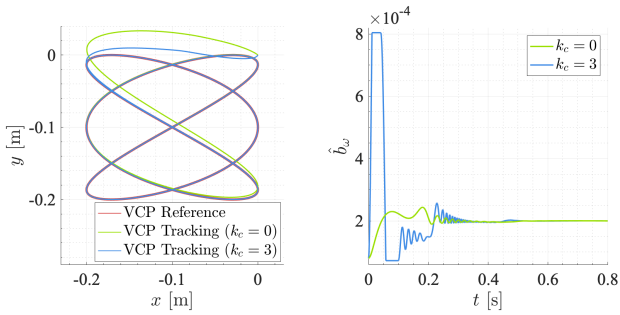 0
-0.1
-0.2
y [m]
-0.2
-0.1
0
x [m]
VCP Reference
VCP Tracking (k_c = 0)
VCP Tracking (k_c = 3)
×10⁻⁴
8
6
4
2
b̂_ω
0
0.2
0.4
0.6
0.8
t [s]
k_c = 0
k_c = 3